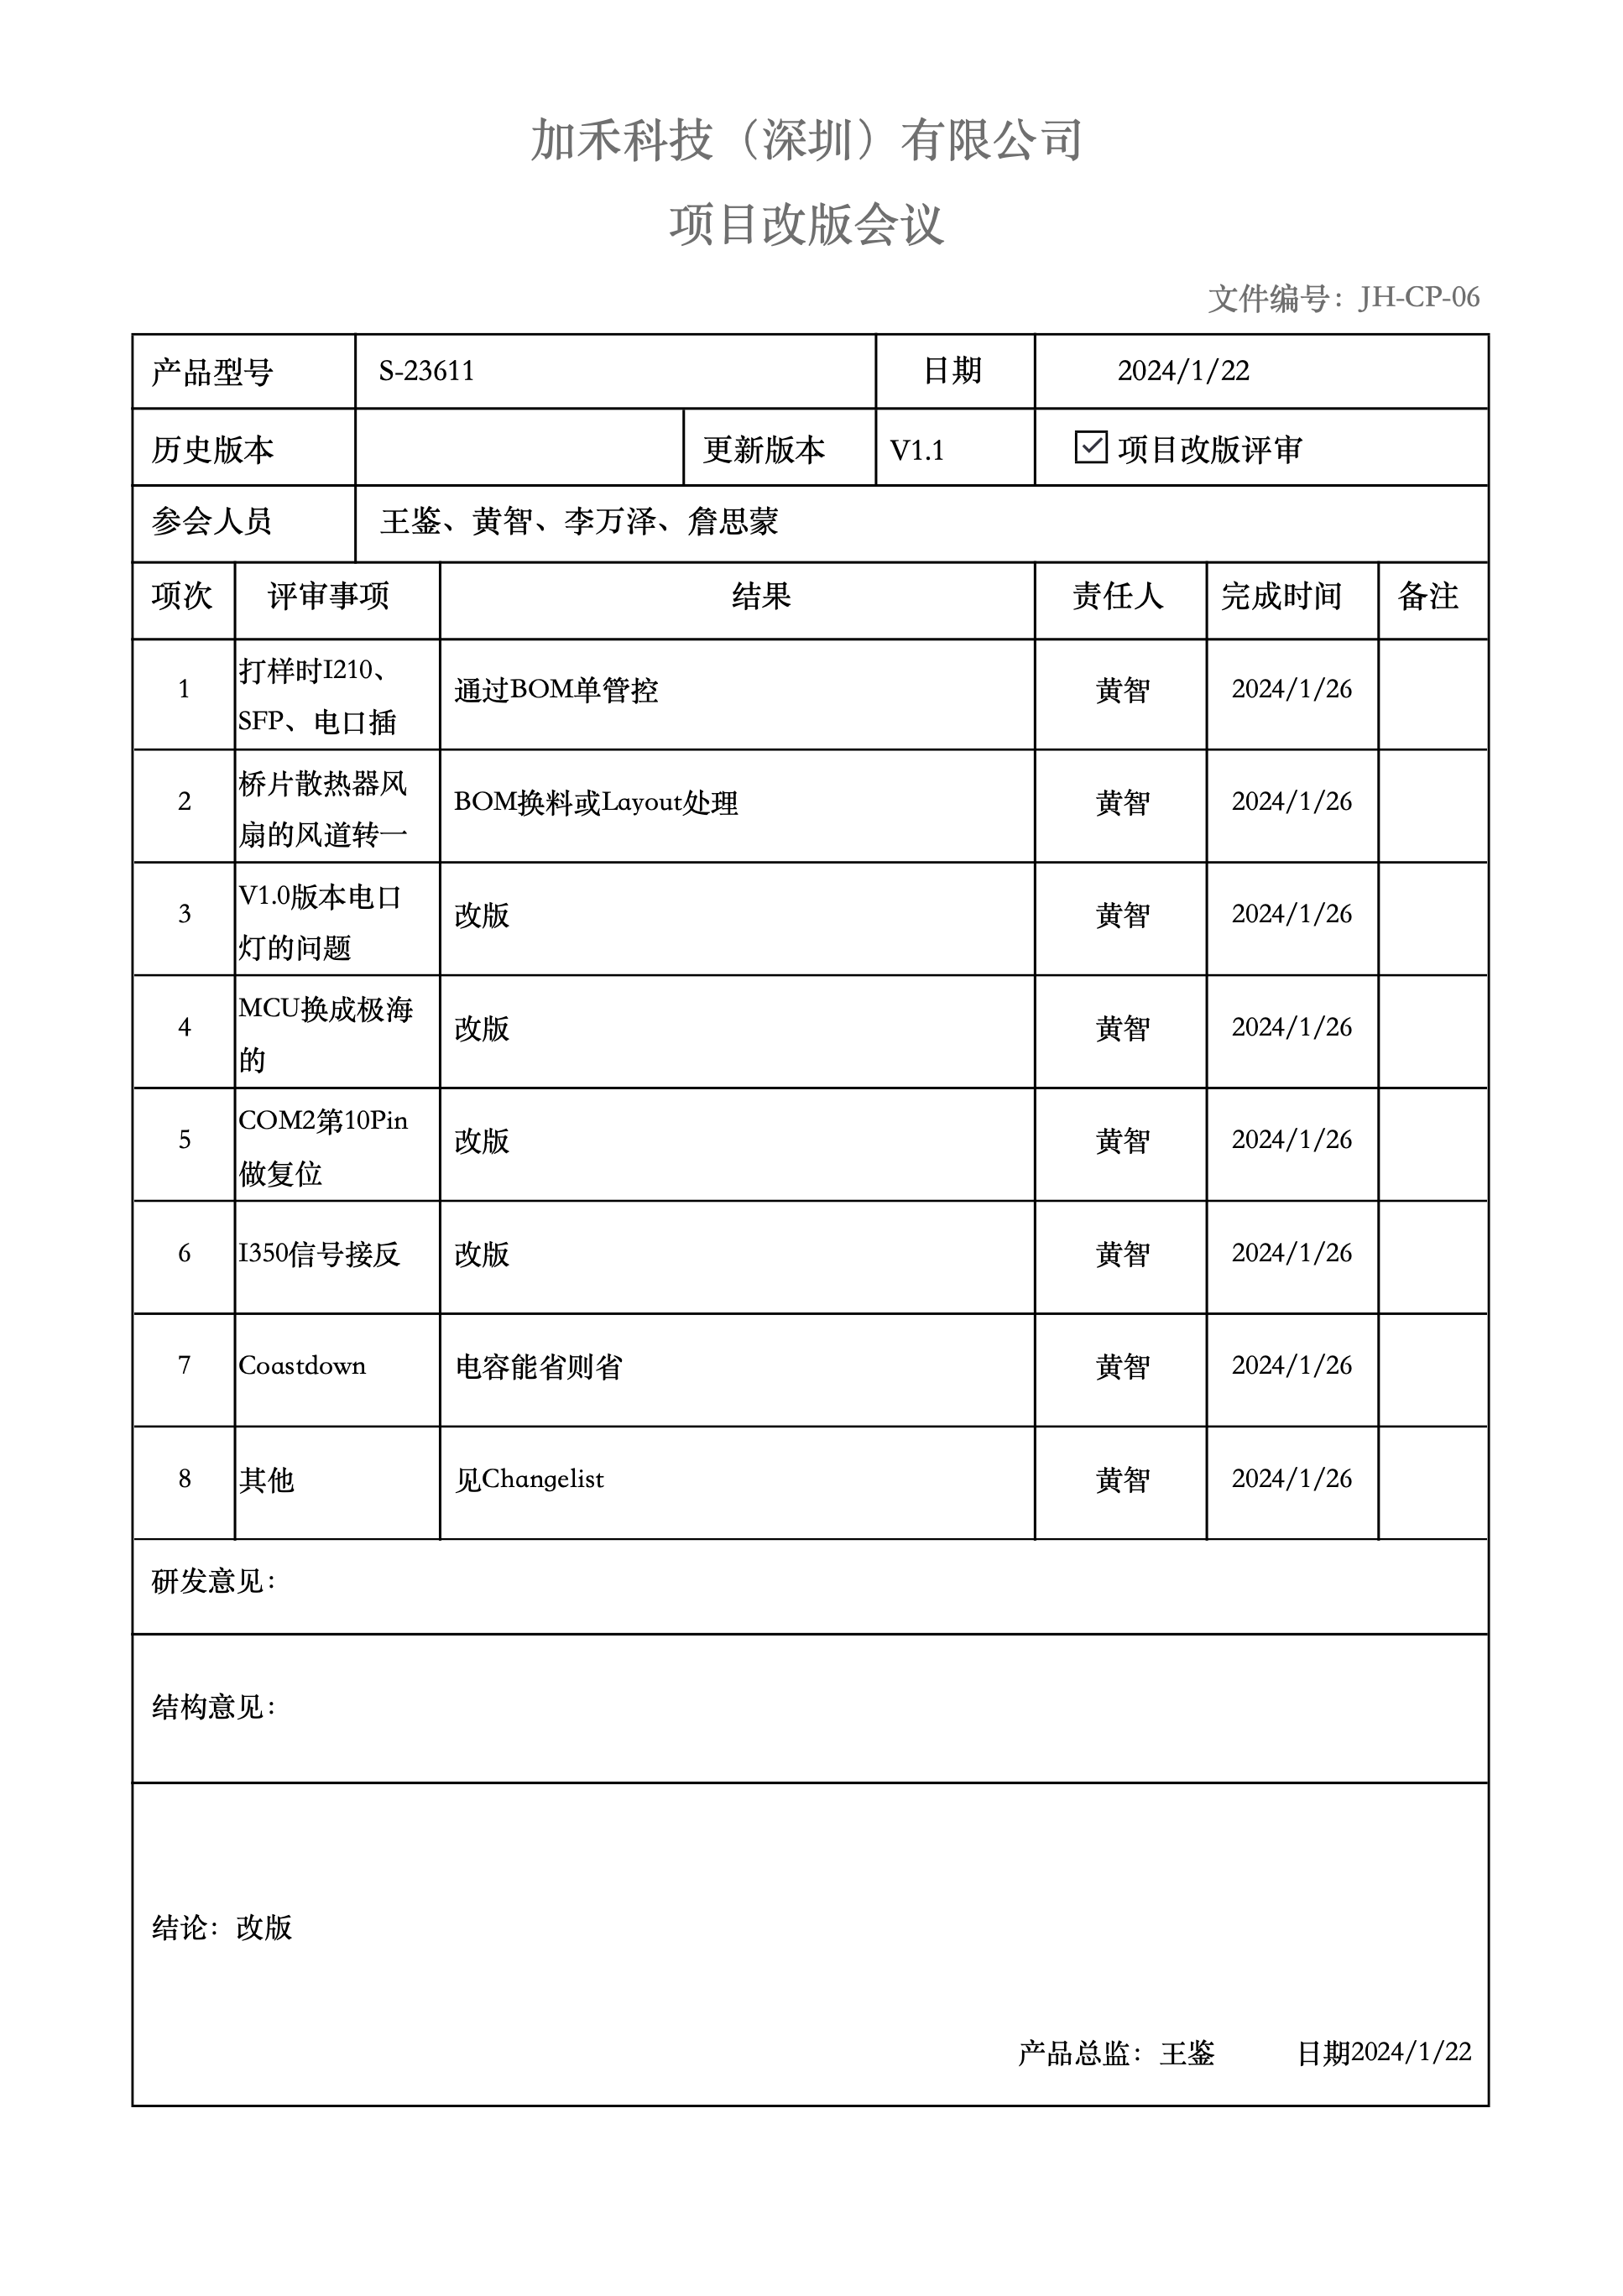 加禾科技（深圳）有限公司
项目改版会议
文件编号：JH-CP-06
产品型号 S-23611 日期 2024/1/22
历史版本 更新版本 V1.1 项目改版评审
参会人员 王鉴、黄智、李万泽、詹思蒙
项次 评审事项 结果 责任人 完成时间 备注
打样时I210、
1 通过BOM单管控 黄智 2024/1/26
SFP、电口插
桥片散热器风
2 BOM换料或Layout处理 黄智 2024/1/26
扇的风道转一
V1.0版本电口
3 改版 黄智 2024/1/26
灯的问题
MCU换成极海
4 改版 黄智 2024/1/26
的
COM2第10Pin
5 改版 黄智 2024/1/26
做复位
6 I350信号接反 改版 黄智 2024/1/26
7 Coastdown 电容能省则省 黄智 2024/1/26
8 其他 见Changelist 黄智 2024/1/26
研发意见：
结构意见：
结论：改版
产品总监：王鉴 日期2024/1/22